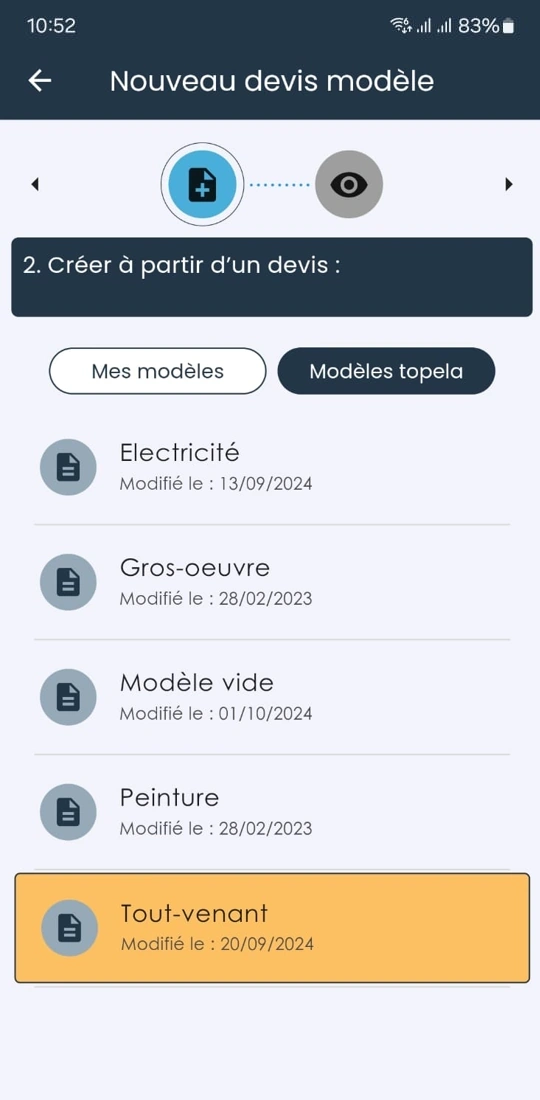 10:52
83%
Nouveau devis modèle
2. Créer à partir d’un devis :
Mes modèles
Modèles topela
Electricité
Modifié le : 13/09/2024
Gros-oeuvre
Modifié le : 28/02/2023
Modèle vide
Modifié le : 01/10/2024
Peinture
Modifié le : 28/02/2023
Tout-venant
Modifié le : 20/09/2024